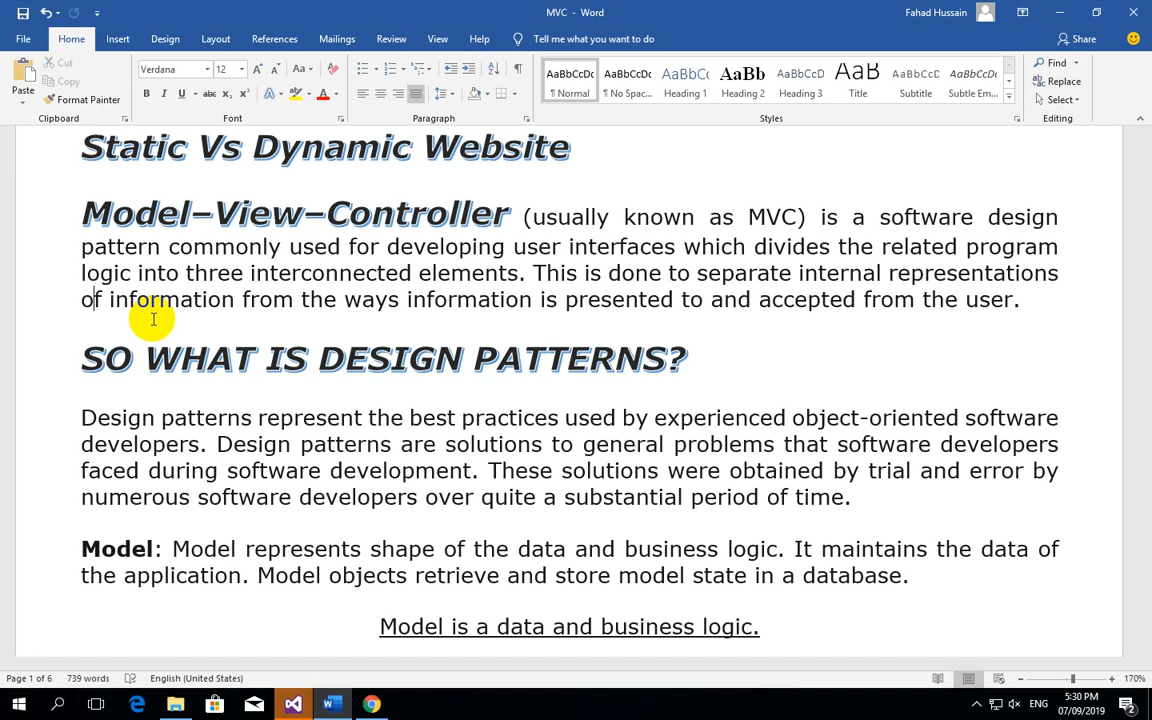 MVC - Word
Fahad Hussain
File Home Insert Design Layout References Mailings Review View Help Tell me what you want to do Share
Paste
Cut
Copy
Format Painter
Clipboard
Verdana 12
Font
Paragraph
AaBbCcDc AaBbCcDc AaBbCc AaBb AaBbCcD AaB AaBbCcD AaBbCcDc
¶ Normal ¶ No Spac... Heading 1 Heading 2 Heading 3 Title Subtitle Subtle Em...
Styles
Find
Replace
Select
Editing
Static Vs Dynamic Website
Model–View–Controller (usually known as MVC) is a software design
pattern commonly used for developing user interfaces which divides the related program
logic into three interconnected elements. This is done to separate internal representations
of information from the ways information is presented to and accepted from the user.
SO WHAT IS DESIGN PATTERNS?
Design patterns represent the best practices used by experienced object-oriented software
developers. Design patterns are solutions to general problems that software developers
faced during software development. These solutions were obtained by trial and error by
numerous software developers over quite a substantial period of time.
Model: Model represents shape of the data and business logic. It maintains the data of
the application. Model objects retrieve and store model state in a database.
Model is a data and business logic.
Page 1 of 6 739 words English (United States) 170%
ENG
5:30 PM
07/09/2019
2